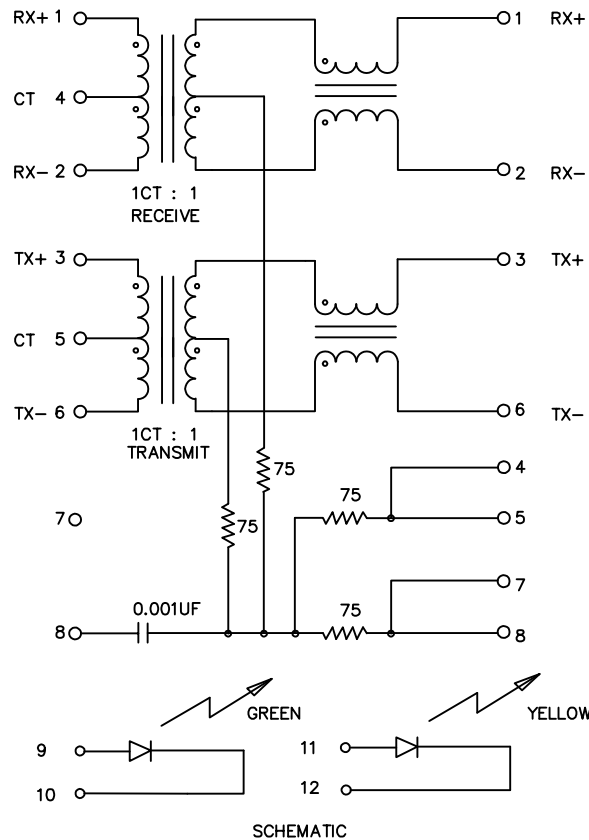 RX+ 1
1 RX+
CT 4
RX- 2
2 RX-
1CT : 1
RECEIVE
TX+ 3
3 TX+
CT 5
TX- 6
6 TX-
1CT : 1
TRANSMIT
75
4
75
7
75
5
7
0.001UF
75
8
8
GREEN
YELLOW
9
11
10
12
SCHEMATIC